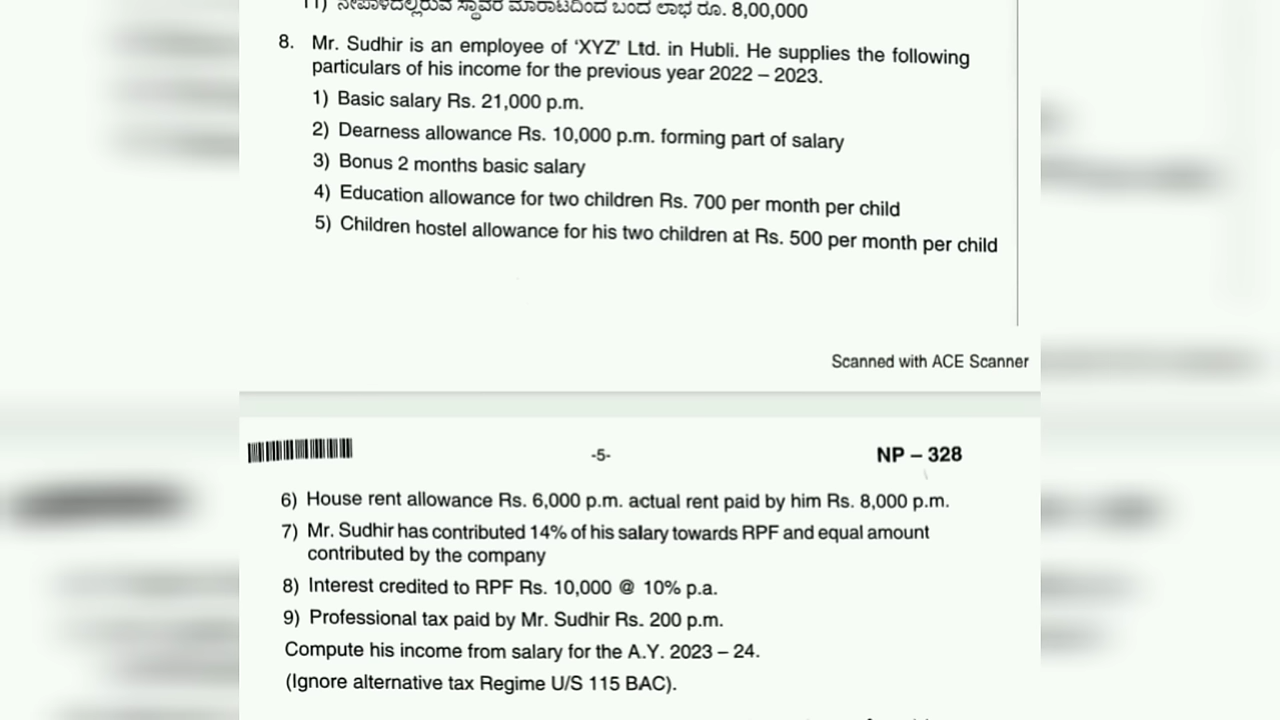 11) ನೇಪಾಳದಲ್ಲಿರುವ ಸ್ಥಾವರ ಮಾರಾಟದಿಂದ ಬಂದ ಲಾಭ ರೂ. 8,00,000
8. Mr. Sudhir is an employee of ‘XYZ’ Ltd. in Hubli. He supplies the following
particulars of his income for the previous year 2022 – 2023.
1) Basic salary Rs. 21,000 p.m.
2) Dearness allowance Rs. 10,000 p.m. forming part of salary
3) Bonus 2 months basic salary
4) Education allowance for two children Rs. 700 per month per child
5) Children hostel allowance for his two children at Rs. 500 per month per child
Scanned with ACE Scanner
-5-
NP – 328
6) House rent allowance Rs. 6,000 p.m. actual rent paid by him Rs. 8,000 p.m.
7) Mr. Sudhir has contributed 14% of his salary towards RPF and equal amount
contributed by the company
8) Interest credited to RPF Rs. 10,000 @ 10% p.a.
9) Professional tax paid by Mr. Sudhir Rs. 200 p.m.
Compute his income from salary for the A.Y. 2023 – 24.
(Ignore alternative tax Regime U/S 115 BAC).